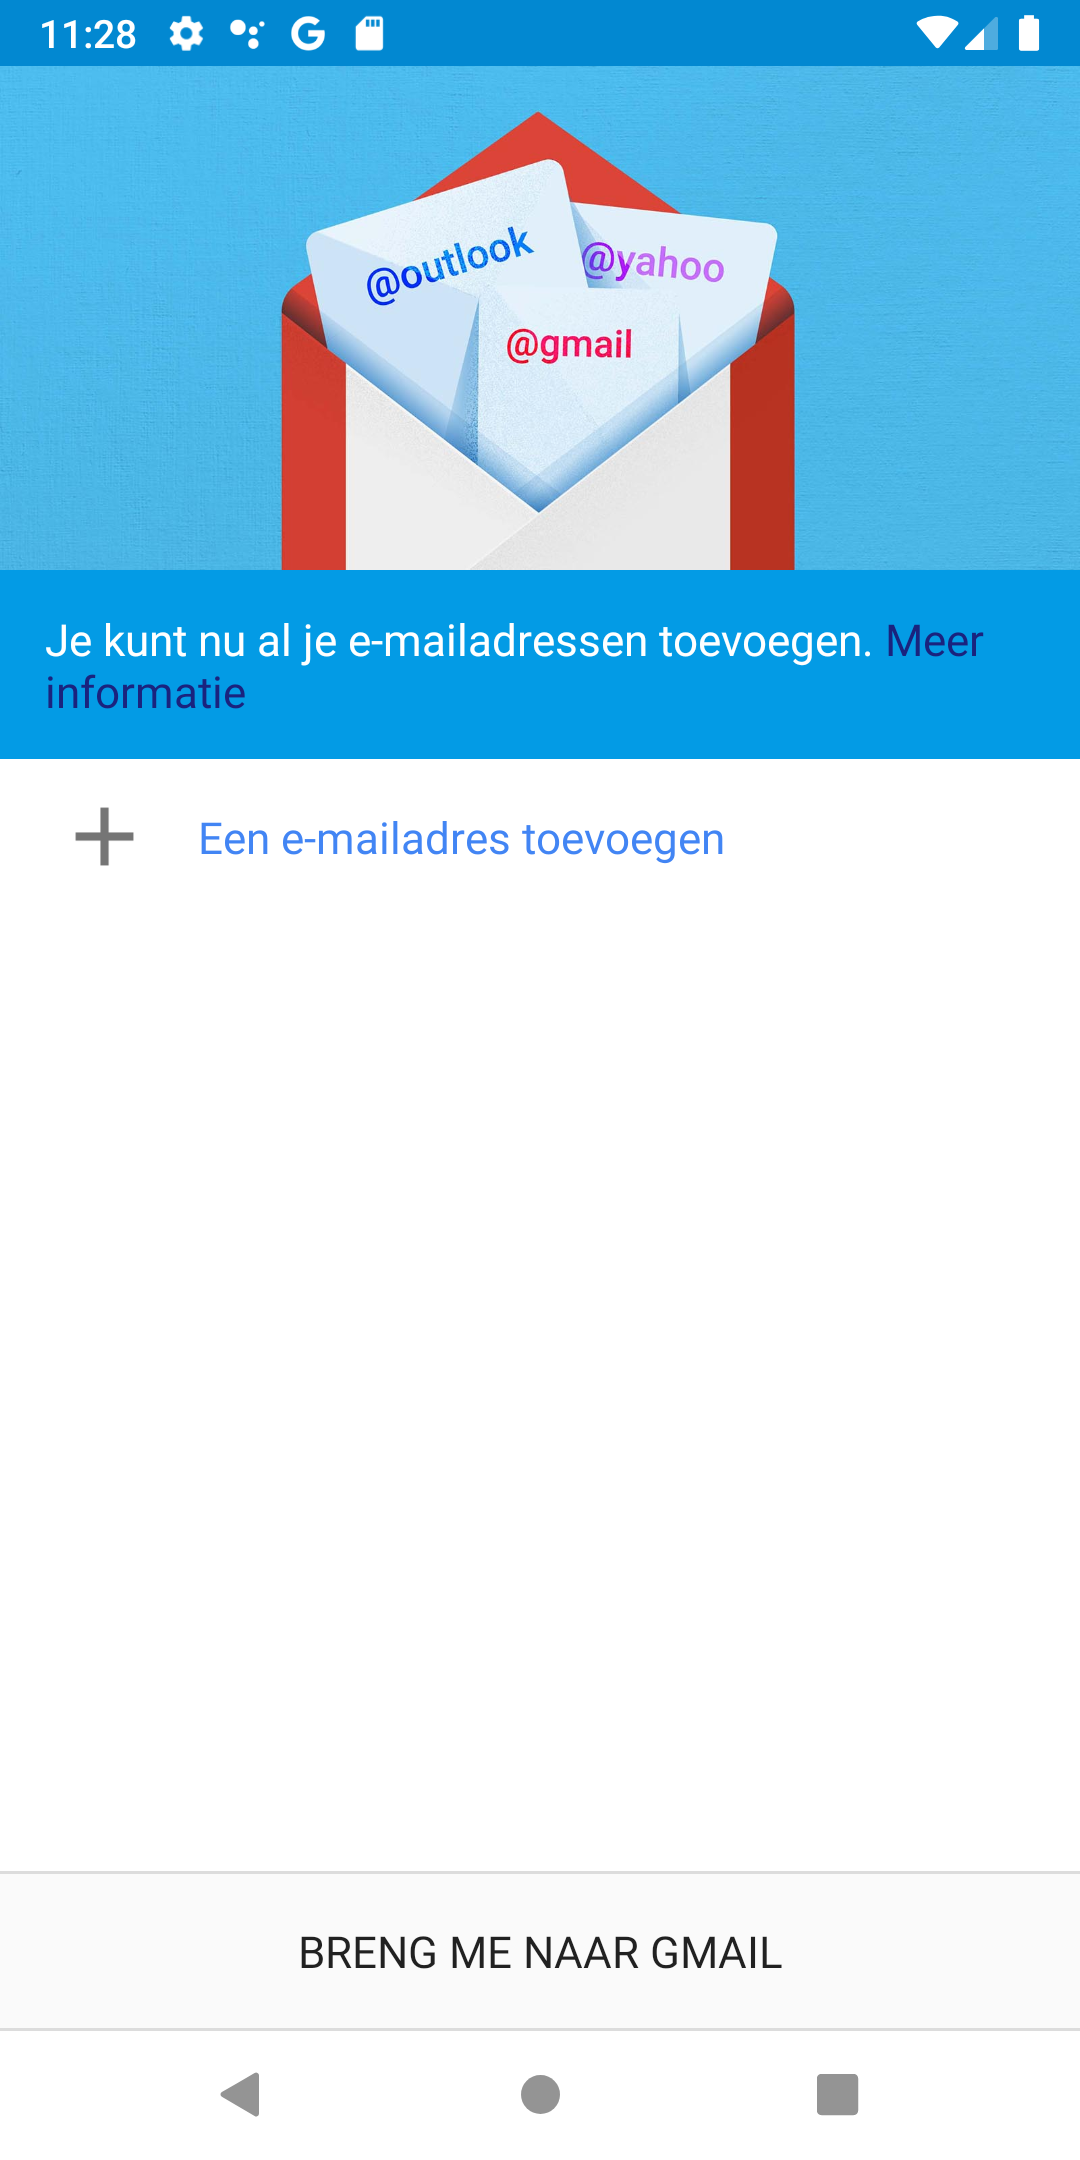 11:28
@outlook
@yahoo
@gmail
Je kunt nu al je e-mailadressen toevoegen. Meer
informatie
Een e-mailadres toevoegen
BRENG ME NAAR GMAIL